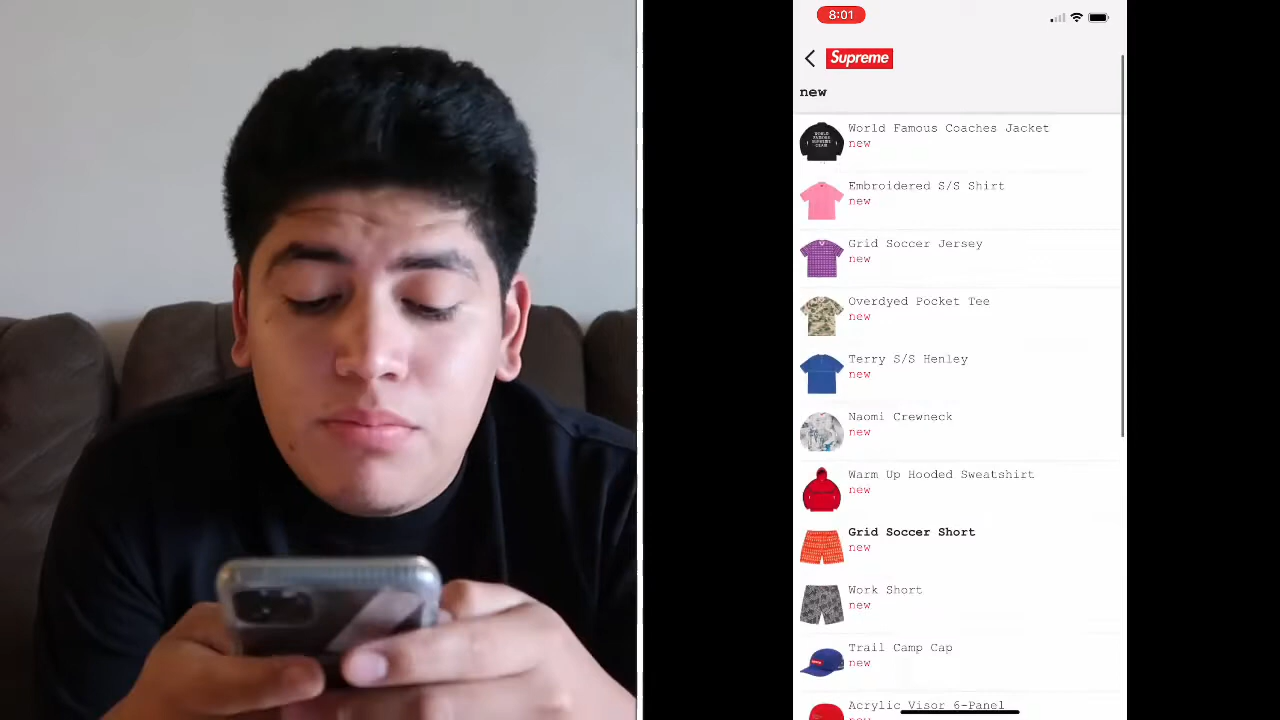 8:01
Supreme
new
World Famous Coaches Jacket
new
Embroidered S/S Shirt
new
Grid Soccer Jersey
new
Overdyed Pocket Tee
new
Terry S/S Henley
new
Naomi Crewneck
new
Warm Up Hooded Sweatshirt
new
Grid Soccer Short
new
Work Short
new
Trail Camp Cap
new
Acrylic Visor 6-Panel